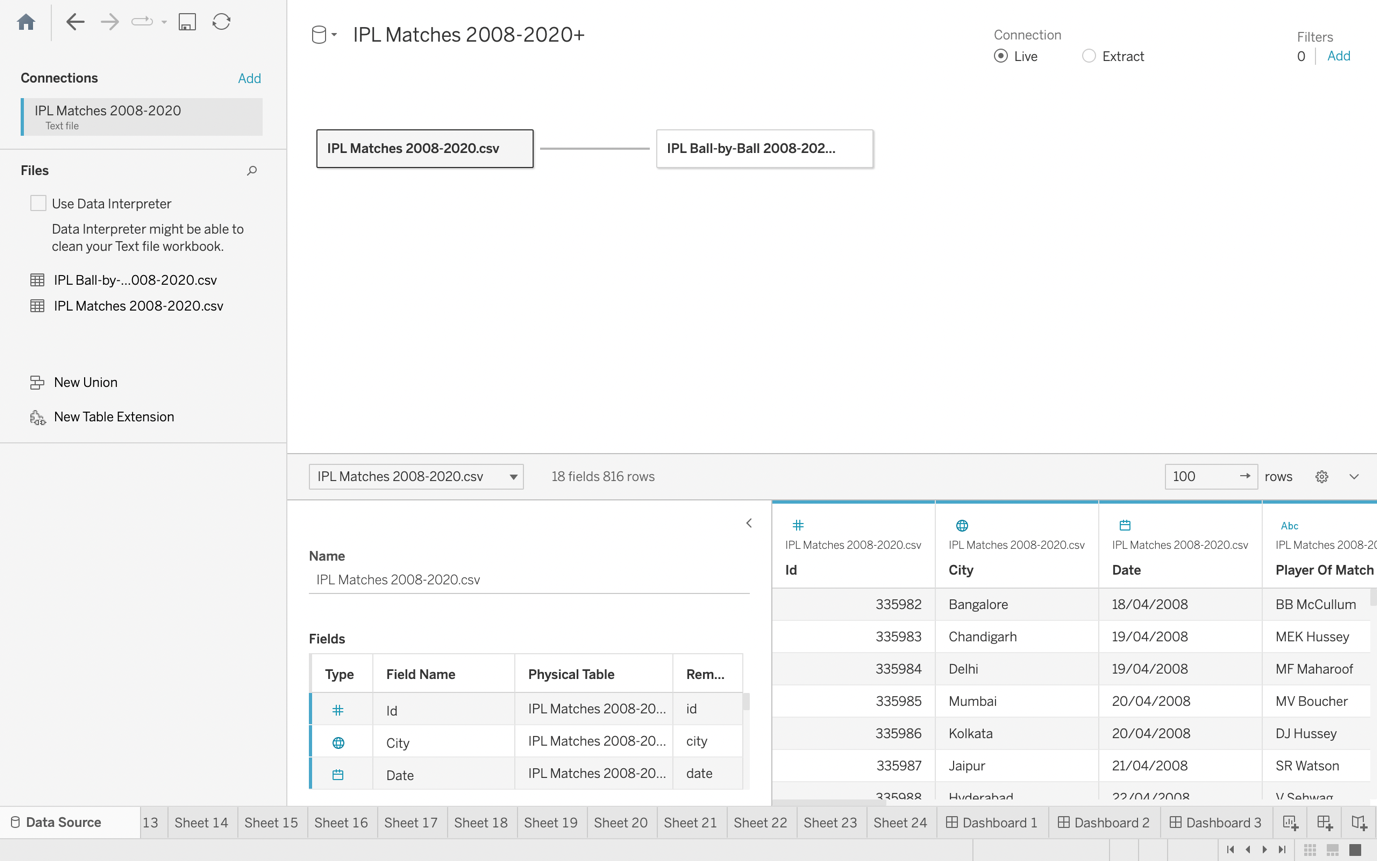 IPL Matches 2008-2020+
Connection
Live
Extract
Filters
0
Add
Connections
Add
IPL Matches 2008-2020
Text file
Files
Use Data Interpreter
Data Interpreter might be able to
clean your Text file workbook.
IPL Ball-by-...008-2020.csv
IPL Matches 2008-2020.csv
New Union
New Table Extension
IPL Matches 2008-2020.csv
IPL Ball-by-Ball 2008-202...
IPL Matches 2008-2020.csv
18 fields 816 rows
100
rows
Name
IPL Matches 2008-2020.csv
Fields
Type Field Name Physical Table Rem...
Id IPL Matches 2008-20... id
City IPL Matches 2008-20... city
Date IPL Matches 2008-20... date
Abc
IPL Matches 2008-2020.csv IPL Matches 2008-2020.csv IPL Matches 2008-2020.csv IPL Matches 2008-20
Id City Date Player Of Match
335982 Bangalore 18/04/2008 BB McCullum
335983 Chandigarh 19/04/2008 MEK Hussey
335984 Delhi 19/04/2008 MF Maharoof
335985 Mumbai 20/04/2008 MV Boucher
335986 Kolkata 20/04/2008 DJ Hussey
335987 Jaipur 21/04/2008 SR Watson
335988 Hyderabad 22/04/2008 V Sehwag
Data Source 13 Sheet 14 Sheet 15 Sheet 16 Sheet 17 Sheet 18 Sheet 19 Sheet 20 Sheet 21 Sheet 22 Sheet 23 Sheet 24 Dashboard 1 Dashboard 2 Dashboard 3